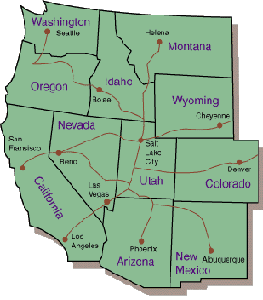 Washington
Seattle
Helena
Montana
Oregon
Idaho
Boise
Wyoming
Cheyenne
Nevada
San
Francisco
Reno
Salt
Lake
City
Denver
Las
Vegas
Utah
Colorado
California
Los
Angeles
Phoenix
Arizona
New
Mexico
Albuquerque